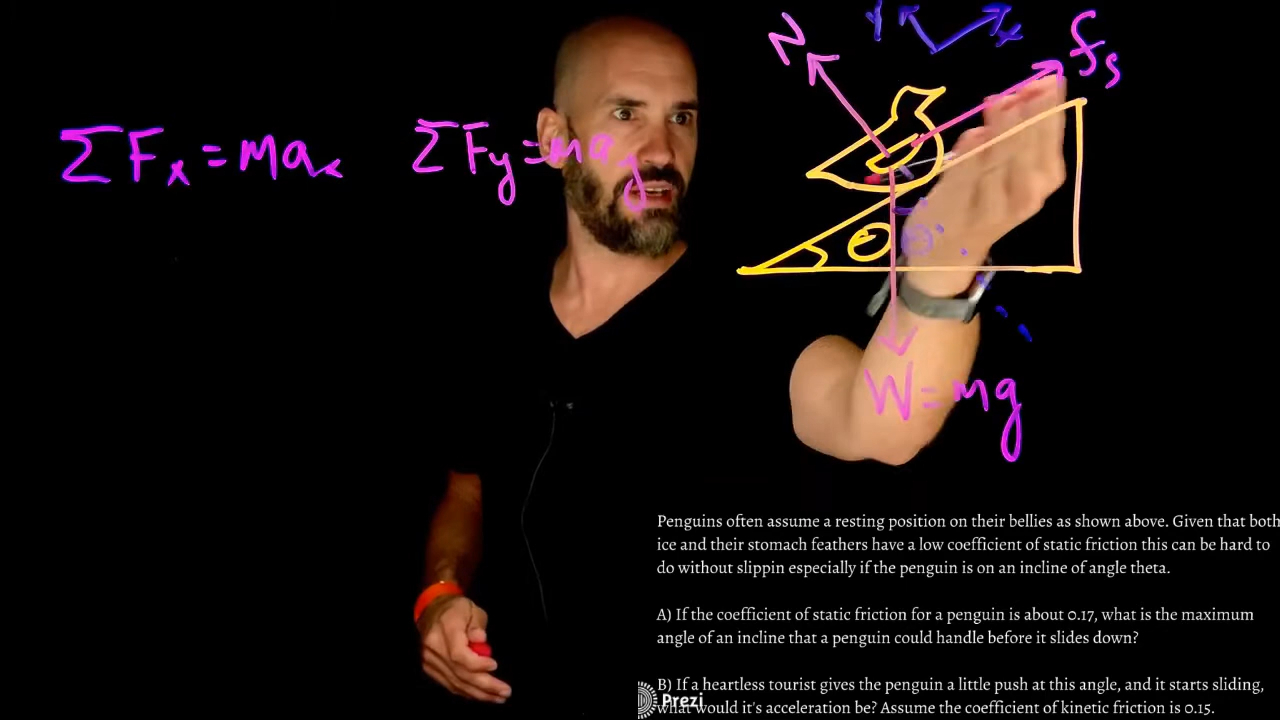 ΣFx = max ΣFy = may
N
Y
x
fs
θ
θ
W = mg
Penguins often assume a resting position on their bellies as shown above. Given that both
ice and their stomach feathers have a low coefficient of static friction this can be hard to
do without slippin especially if the penguin is on an incline of angle theta.
A) If the coefficient of static friction for a penguin is about 0.17, what is the maximum
angle of an incline that a penguin could handle before it slides down?
B) If a heartless tourist gives the penguin a little push at this angle, and it starts sliding,
what would it's acceleration be? Assume the coefficient of kinetic friction is 0.15.
Prezi